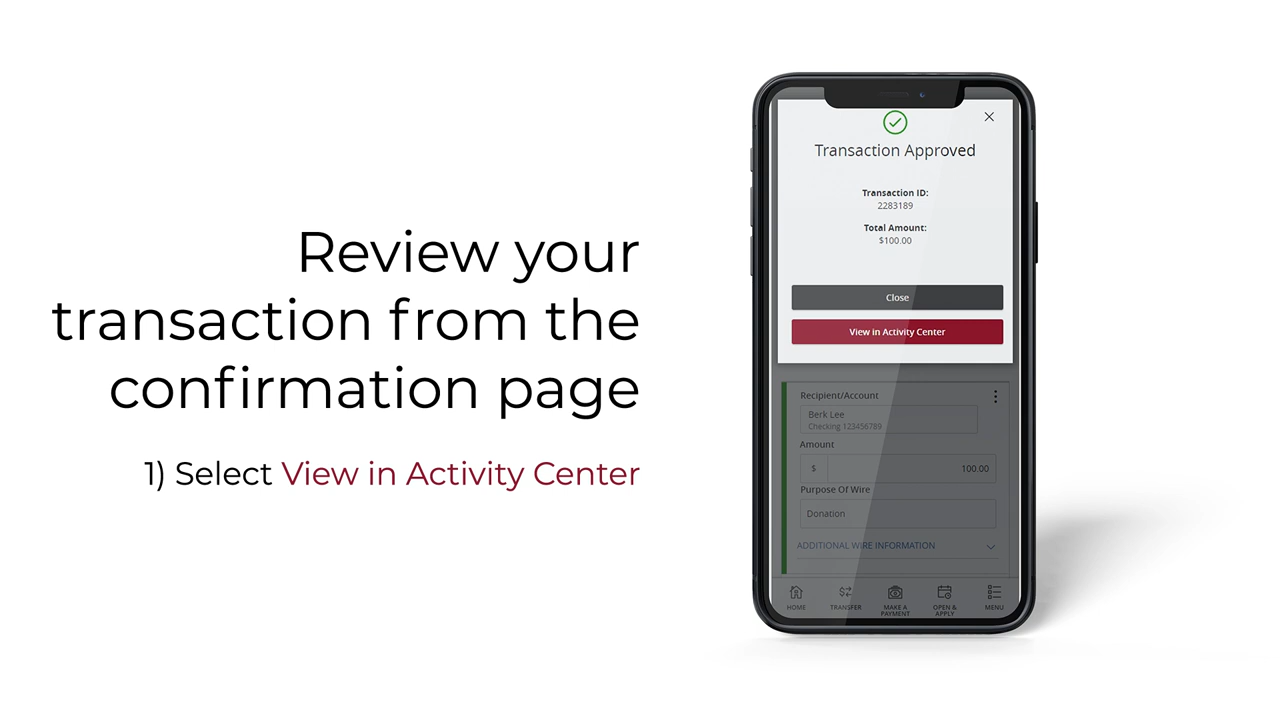 Review your
transaction from the
confirmation page
1) Select View in Activity Center
Transaction Approved
Transaction ID:
2283189
Total Amount:
$100.00
Close
View in Activity Center
Recipient/Account
Berk Lee
Checking 123456789
Amount
$ 100.00
Purpose Of Wire
Donation
ADDITIONAL WIRE INFORMATION
HOME
TRANSFER
MAKE A
PAYMENT
OPEN &
APPLY
MENU